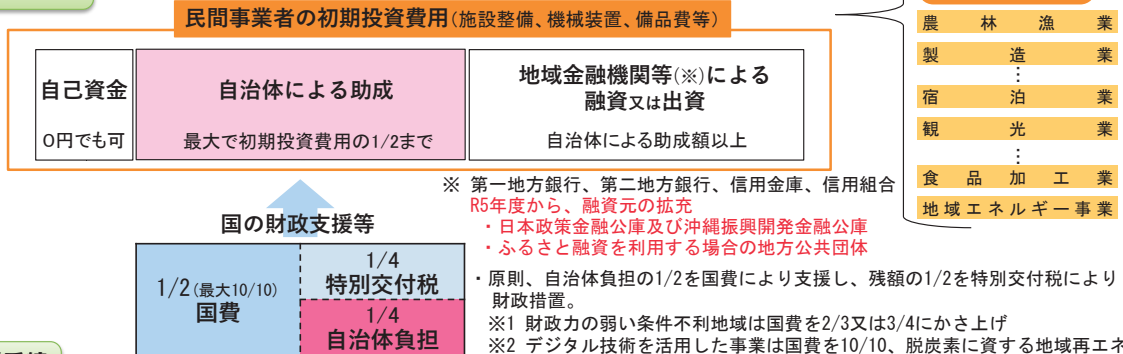 民間事業者の初期投資費用(施設整備、機械装置、備品費等)
自己資金
0円でも可
自治体による助成
最大で初期投資費用の1/2まで
地域金融機関等(※)による
融資又は出資
自治体による助成額以上
農林漁業
製造業
⋮
宿泊業
観光業
⋮
食品加工業
地域エネルギー事業
※ 第一地方銀行、第二地方銀行、信用金庫、信用組合
R5年度から、融資元の拡充
・日本政策金融公庫及び沖縄振興開発金融公庫
・ふるさと融資を利用する場合の地方公共団体
国の財政支援等
1/2(最大10/10)
国費
1/4
特別交付税
1/4
自治体負担
・原則、自治体負担の1/2を国費により支援し、残額の1/2を特別交付税により
財政措置。
※1 財政力の弱い条件不利地域は国費を2/3又は3/4にかさ上げ
※2 デジタル技術を活用した事業は国費を10/10、脱炭素に資する地域再エネ